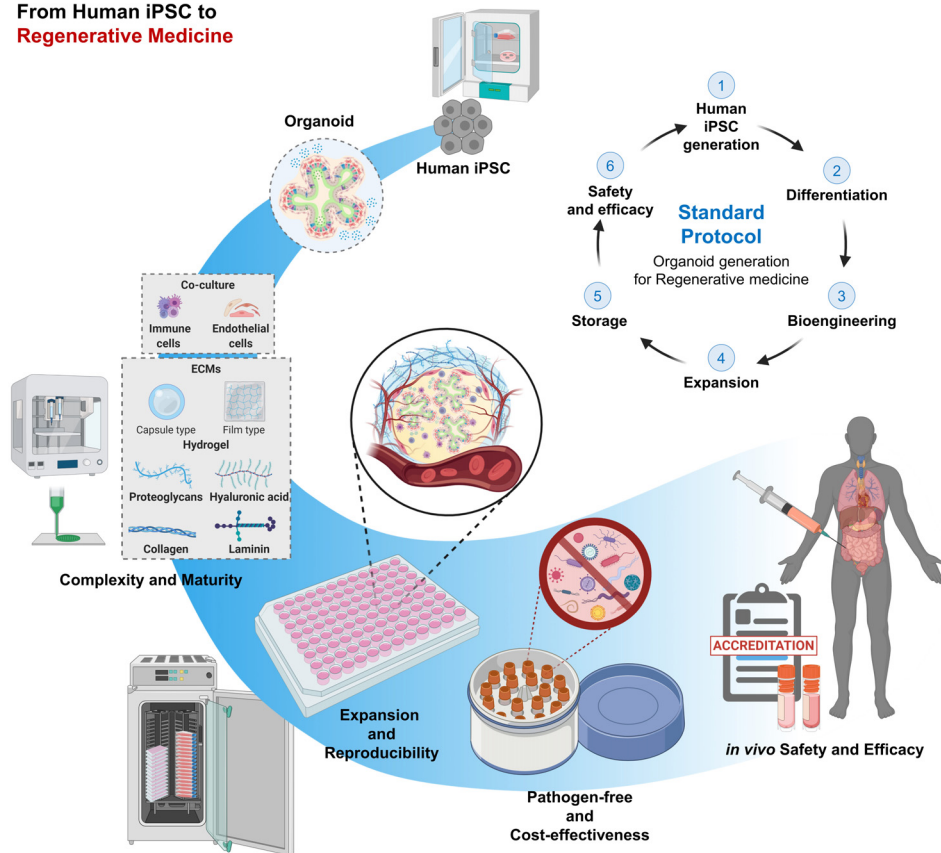 From Human iPSC to
Regenerative Medicine
Organoid
Human iPSC
1
Human
iPSC
generation
2
Differentiation
3
Bioengineering
4
Expansion
5
Storage
6
Safety
and efficacy
Standard
Protocol
Organoid generation
for Regenerative medicine
Co-culture
Immune
cells
Endothelial
cells
ECMs
Capsule type
Film type
Hydrogel
Proteoglycans
Hyaluronic acid
Collagen
Laminin
Complexity and Maturity
Expansion
and
Reproducibility
Pathogen-free
and
Cost-effectiveness
ACCREDITATION
in vivo Safety and Efficacy